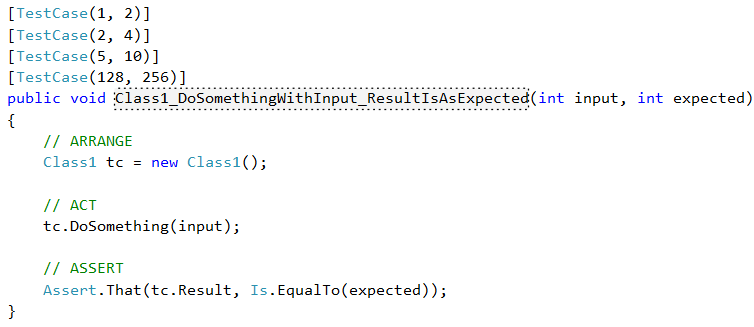 [TestCase(1, 2)]
[TestCase(2, 4)]
[TestCase(5, 10)]
[TestCase(128, 256)]
public void Class1_DoSomethingWithInput_ResultIsAsExpected(int input, int expected)
{
    // ARRANGE
    Class1 tc = new Class1();

    // ACT
    tc.DoSomething(input);

    // ASSERT
    Assert.That(tc.Result, Is.EqualTo(expected));
}